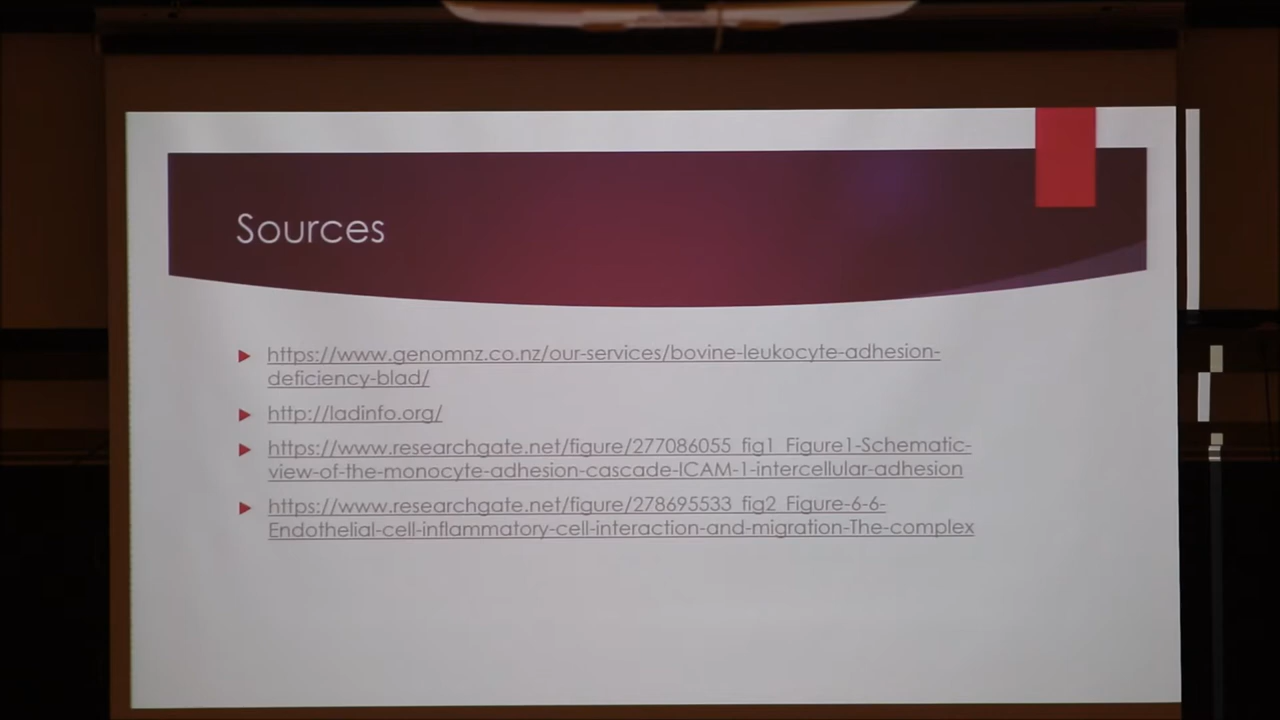 Sources
https://www.genomnz.co.nz/our-services/bovine-leukocyte-adhesion-
deficiency-blad/
http://ladinfo.org/
https://www.researchgate.net/figure/277086055_fig1_Figure1-Schematic-
view-of-the-monocyte-adhesion-cascade-ICAM-1-intercellular-adhesion
https://www.researchgate.net/figure/278695533_fig2_Figure-6-6-
Endothelial-cell-inflammatory-cell-interaction-and-migration-The-complex